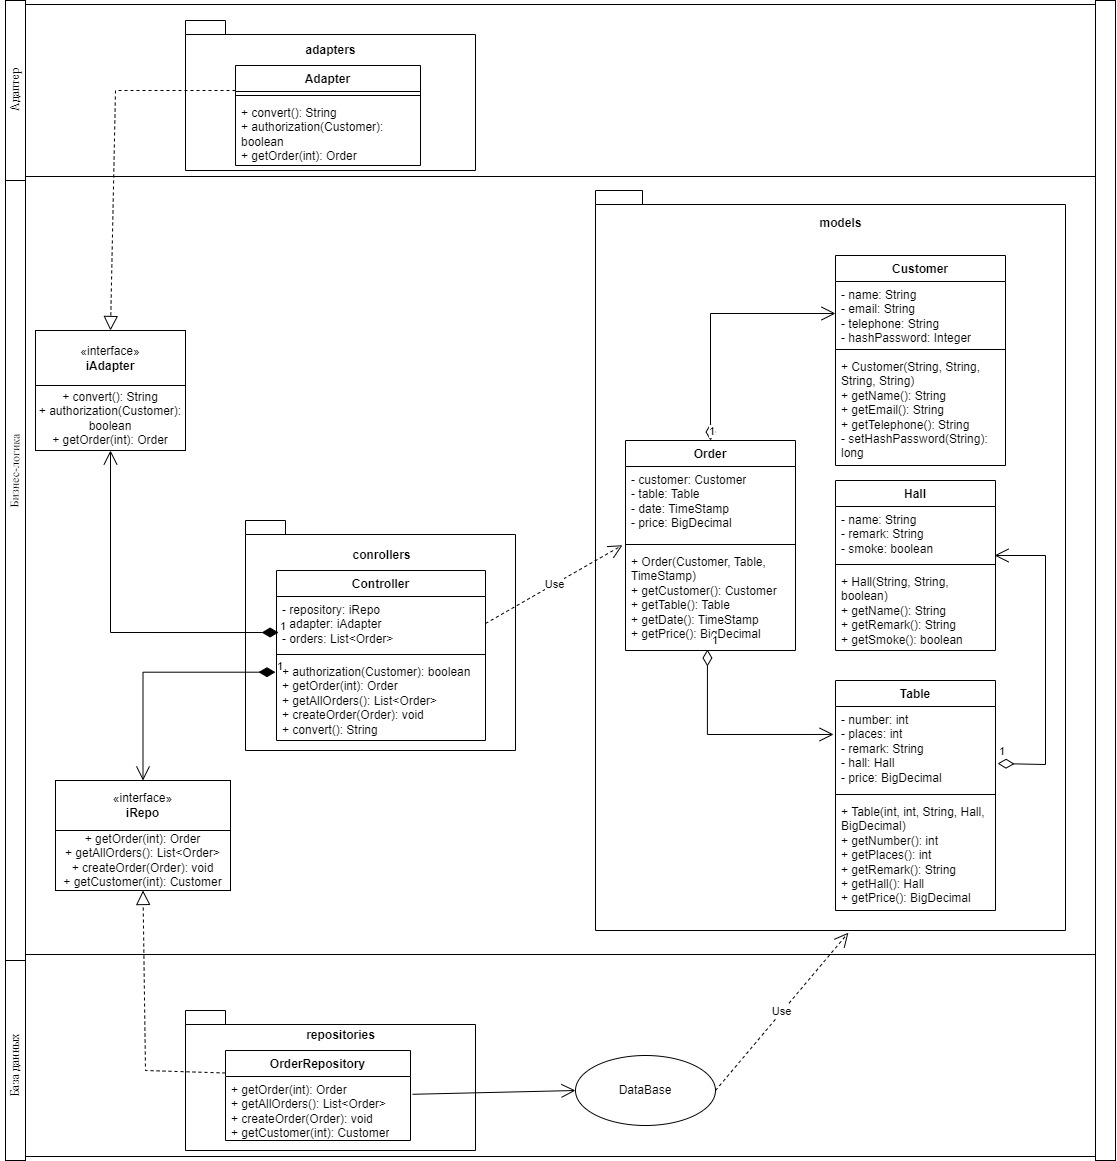 Адаптер
adapters
Adapter
+ convert(): String
+ authorization(Customer):
boolean
+ getOrder(int): Order
Бизнес-логика
models
Customer
- name: String
- email: String
- telephone: String
- hashPassword: Integer
+ Customer(String, String,
String, String)
+ getName(): String
+ getEmail(): String
+ getTelephone(): String
- setHashPassword(String):
long
«interface»
iAdapter
+ convert(): String
+ authorization(Customer):
boolean
+ getOrder(int): Order
1
Order
- customer: Customer
- table: Table
- date: TimeStamp
- price: BigDecimal
+ Order(Customer, Table,
TimeStamp)
+ getCustomer(): Customer
+ getTable(): Table
+ getDate(): TimeStamp
+ getPrice(): BigDecimal
1
Hall
- name: String
- remark: String
- smoke: boolean
+ Hall(String, String,
boolean)
+ getName(): String
+ getRemark(): String
+ getSmoke(): boolean
conrollers
Controller
- repository: iRepo
adapter: iAdapter
- orders: List<Order>
1
+ authorization(Customer): boolean
+ getOrder(int): Order
+ getAllOrders(): List<Order>
+ createOrder(Order): void
+ convert(): String
1
Use
Table
- number: int
- places: int
- remark: String
- hall: Hall
- price: BigDecimal
1
+ Table(int, int, String, Hall,
BigDecimal)
+ getNumber(): int
+ getPlaces(): int
+ getRemark(): String
+ getHall(): Hall
+ getPrice(): BigDecimal
«interface»
iRepo
+ getOrder(int): Order
+ getAllOrders(): List<Order>
+ createOrder(Order): void
+ getCustomer(int): Customer
База данных
repositories
OrderRepository
+ getOrder(int): Order
+ getAllOrders(): List<Order>
+ createOrder(Order): void
+ getCustomer(int): Customer
DataBase
Use